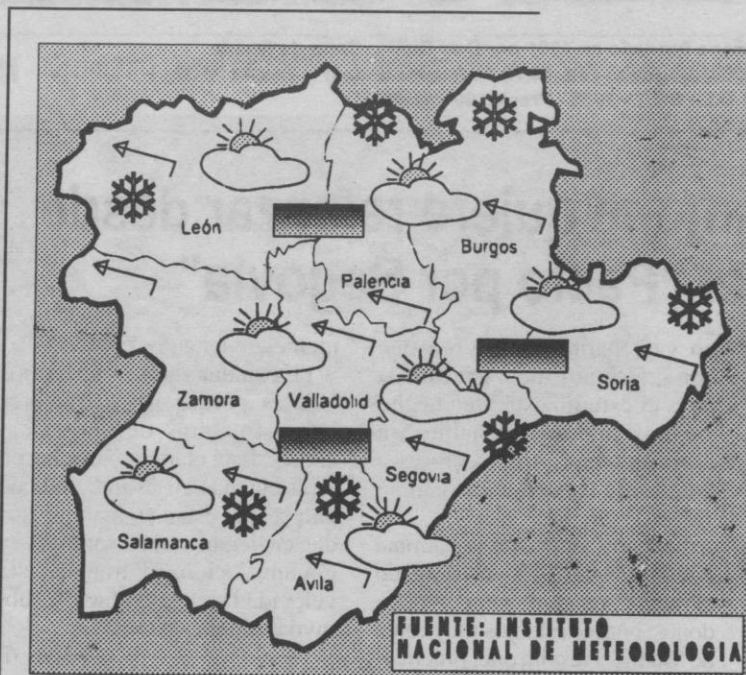 León
Burgos
Palencia
Soria
Zamora
Valladolid
Segovia
Salamanca
Avila
FUENTE: INSTITUTO
NACIONAL DE METEOROLOGIA